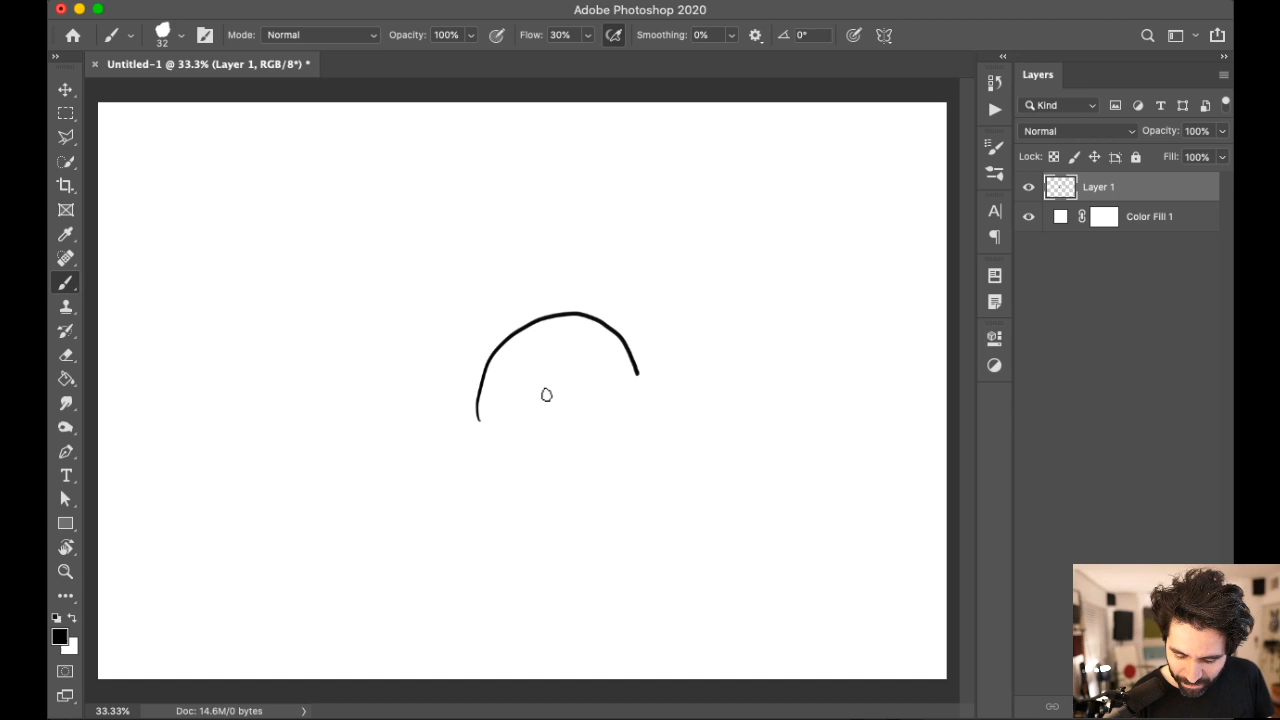 Adobe Photoshop 2020
32 Mode: Normal Opacity: 100% Flow: 30% Smoothing: 0% 0°
Untitled-1 @ 33.3% (Layer 1, RGB/8*) *
Layers
Kind
Normal Opacity: 100%
Lock: Fill: 100%
Layer 1
Color Fill 1
33.33% Doc: 14.6M/0 bytes